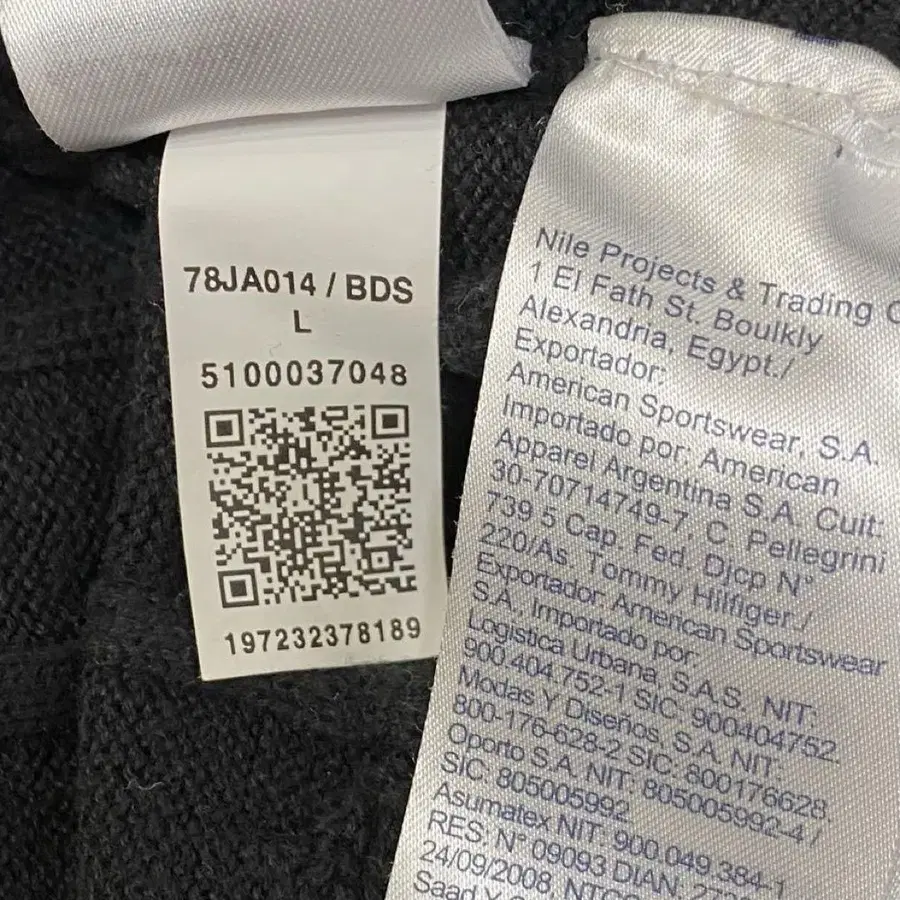 78JA014 / BDS
L
5100037048
197232378189
Nile Projects & Trading
1 El Fath St. Boulkly
Alexandria, Egypt./
Exportador:
American Sportswear, S.A.
Importado por: American
Apparel Argentina S.A. Cuit:
30-70714749-7, C. Pellegrini
739 5 Cap. Fed, Djcp N°
220/As. Tommy Hilfiger /
Exportador: American Sportswear
S.A., Importado por:
Logistica Urbana, S.A.S. NIT:
900.404.752-1 SIC: 900404752
Modas Y Diseños, S.A. NIT:
800-176-628-2 SIC: 800176628
Oporto S.A. NIT: 805005992-4 /
SIC: 805005992
Asumatex NIT: 900.049.384-1
RES: N° 09093 DIAN:
24/09/2008,
Saad Y